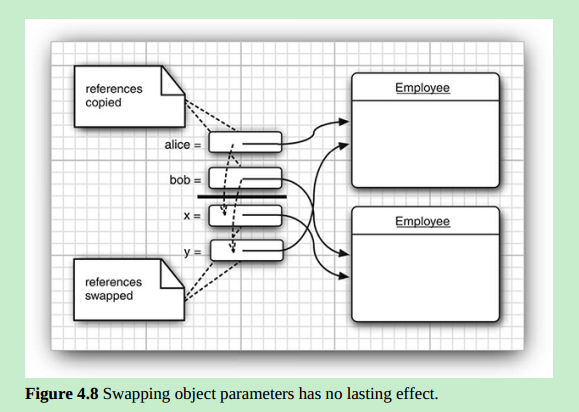 references
copied
Employee
alice =
bob =
x =
Employee
y =
references
swapped
Figure 4.8 Swapping object parameters has no lasting effect.